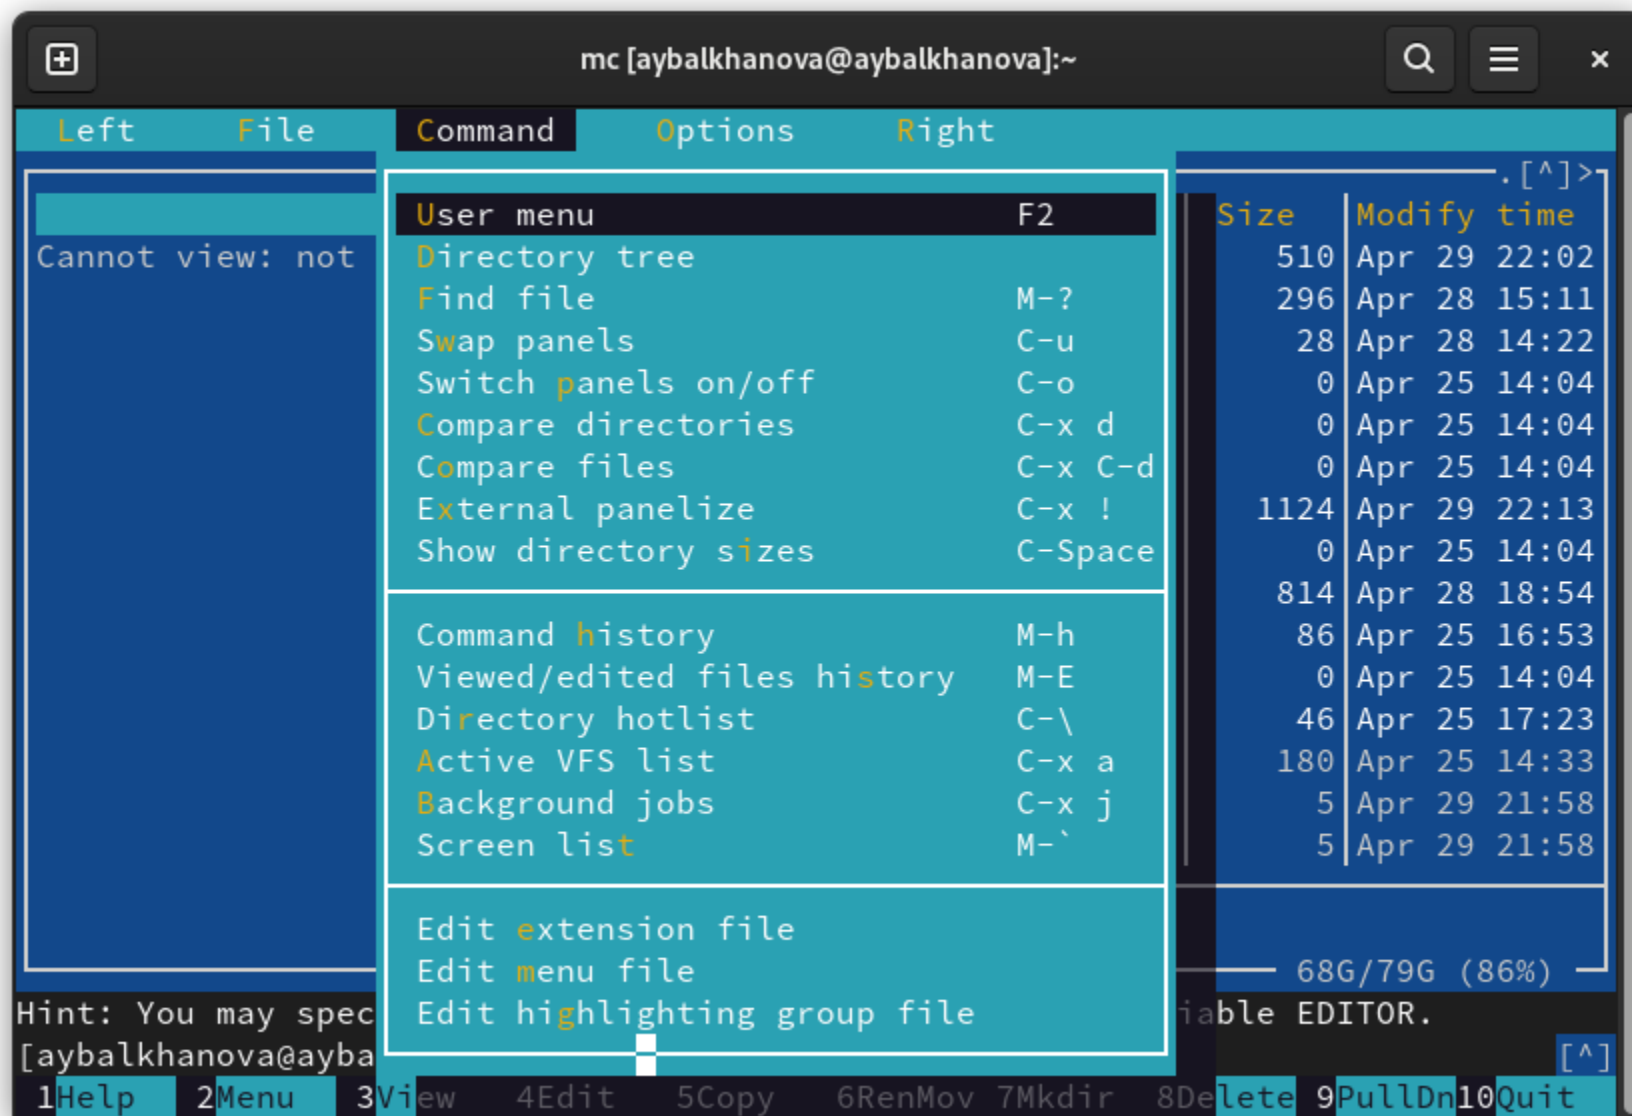 mc [aybalkhanova@aybalkhanova]:~
Left File Command Options Right
.[^]>
User menu F2 Size Modify time
Cannot view: not Directory tree 510 Apr 29 22:02
Find file M-? 296 Apr 28 15:11
Swap panels C-u 28 Apr 28 14:22
Switch panels on/off C-o 0 Apr 25 14:04
Compare directories C-x d 0 Apr 25 14:04
Compare files C-x C-d 0 Apr 25 14:04
External panelize C-x ! 1124 Apr 29 22:13
Show directory sizes C-Space 0 Apr 25 14:04
814 Apr 28 18:54
Command history M-h 86 Apr 25 16:53
Viewed/edited files history M-E 0 Apr 25 14:04
Directory hotlist C-\ 46 Apr 25 17:23
Active VFS list C-x a 180 Apr 25 14:33
Background jobs C-x j 5 Apr 29 21:58
Screen list M-` 5 Apr 29 21:58
Edit extension file
Edit menu file 68G/79G (86%)
Hint: You may spec Edit highlighting group file iable EDITOR.
[aybalkhanova@ayba [^]
1Help 2Menu 3View 4Edit 5Copy 6RenMov 7Mkdir 8Delete 9PullDn 10Quit